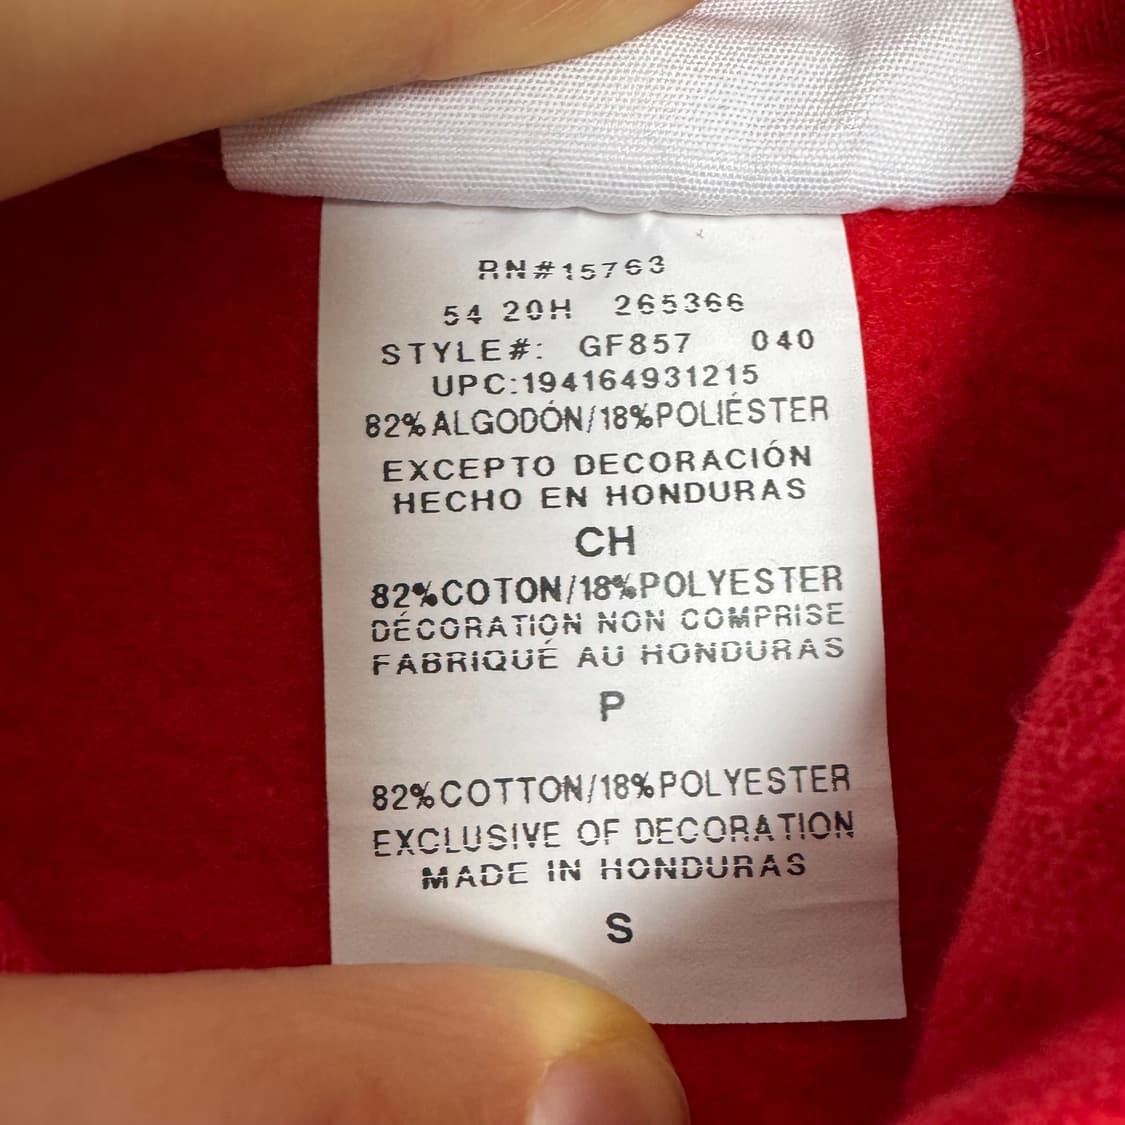 RN#15763
54 20H 265366
STYLE#: GF857 040
UPC:194164931215
82% ALGODÓN/18%POLIÉSTER
EXCEPTO DECORACIÓN
HECHO EN HONDURAS
CH
82%COTON/18%POLYESTER
DÉCORATION NON COMPRISE
FABRIQUÉ AU HONDURAS
P
82%COTTON/18%POLYESTER
EXCLUSIVE OF DECORATION
MADE IN HONDURAS
S